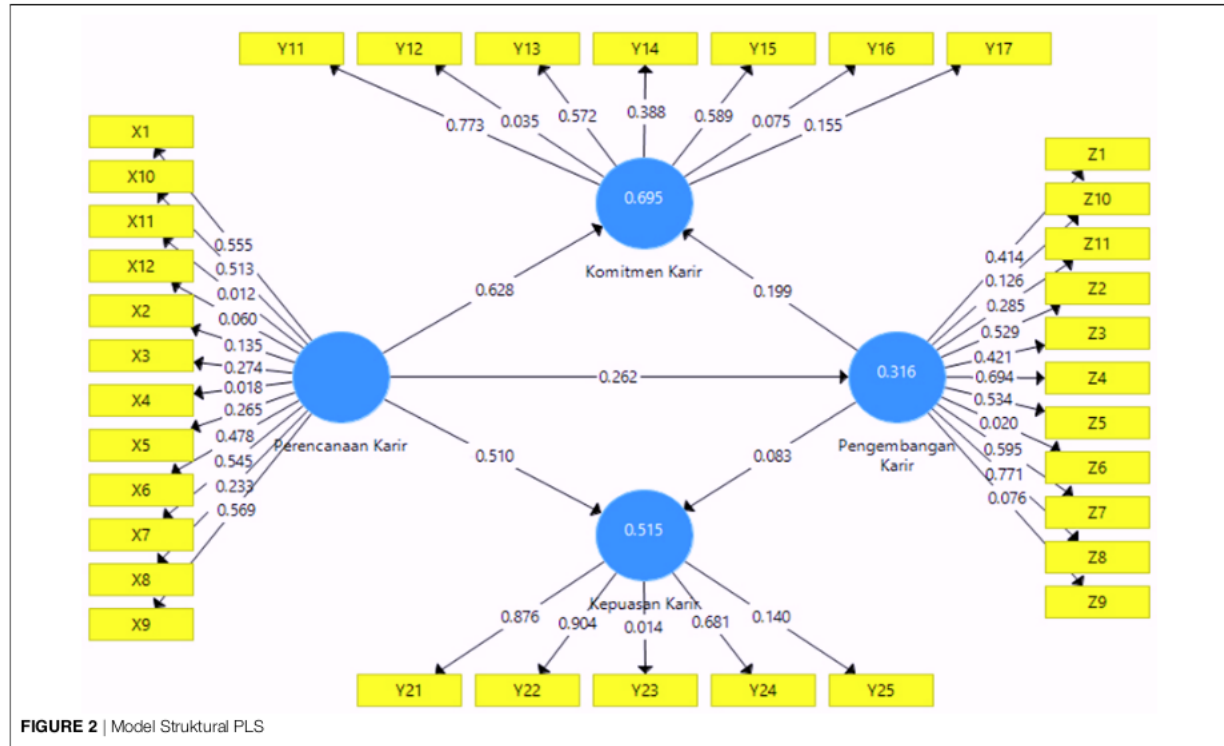 Y11 Y12 Y13 Y14 Y15 Y16 Y17
0.773 0.035 0.572 0.388 0.589 0.075 0.155
X1
X10
X11
X12
X2
X3
X4
X5
X6
X7
X8
X9
0.555
0.513
0.012
0.060
0.135
0.274
0.018
0.265
0.478
0.545
0.233
0.569
Perencanaan Karir
0.695
Komitmen Karir
0.628
0.199
0.262
0.510
0.083
0.316
Pengembangan
Karir
0.414
0.126
0.285
0.529
0.421
0.694
0.534
0.020
0.595
0.771
0.076
Z1
Z10
Z11
Z2
Z3
Z4
Z5
Z6
Z7
Z8
Z9
0.515
Kepuasan Karir
0.876 0.904 0.014 0.681 0.140
Y21 Y22 Y23 Y24 Y25
FIGURE 2 | Model Struktural PLS